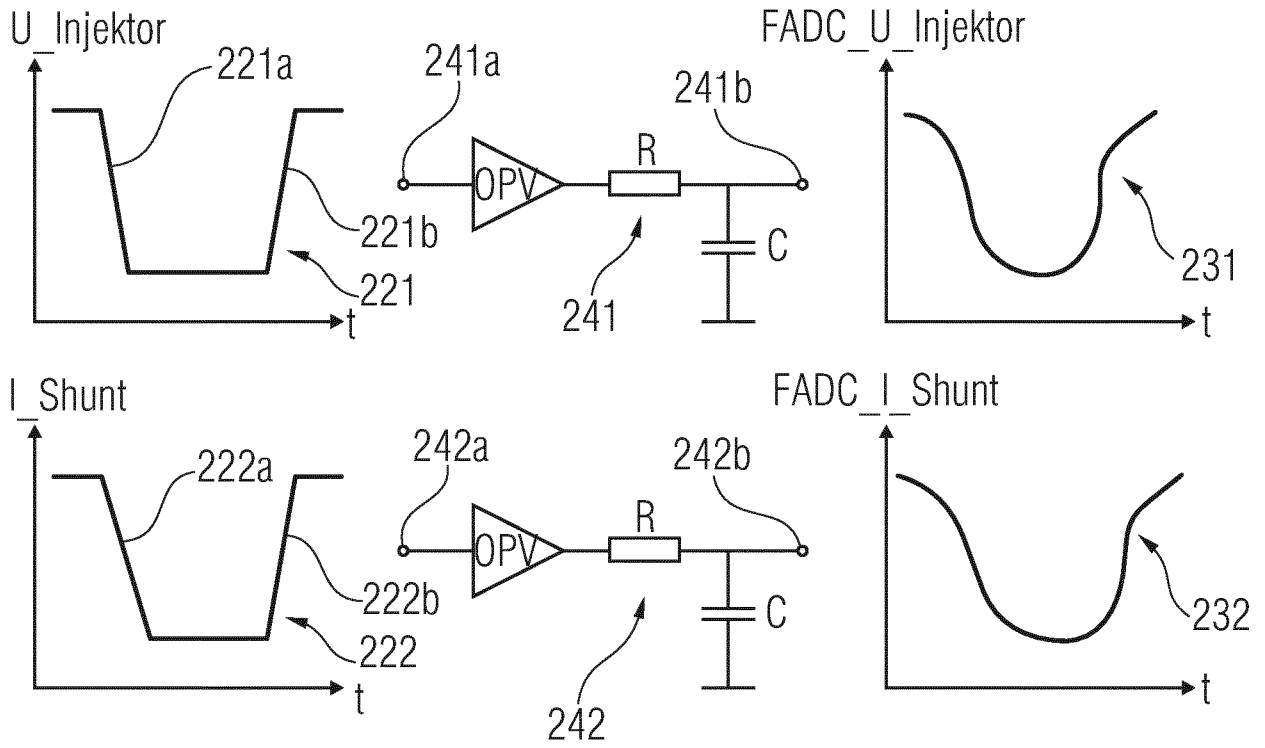 U_Injektor
221a
221b
221
t
241a
241b
OPV
R
C
241
FADC_U_Injektor
231
t
I_Shunt
222a
222b
222
t
242a
242b
OPV
R
C
242
FADC_I_Shunt
232
t